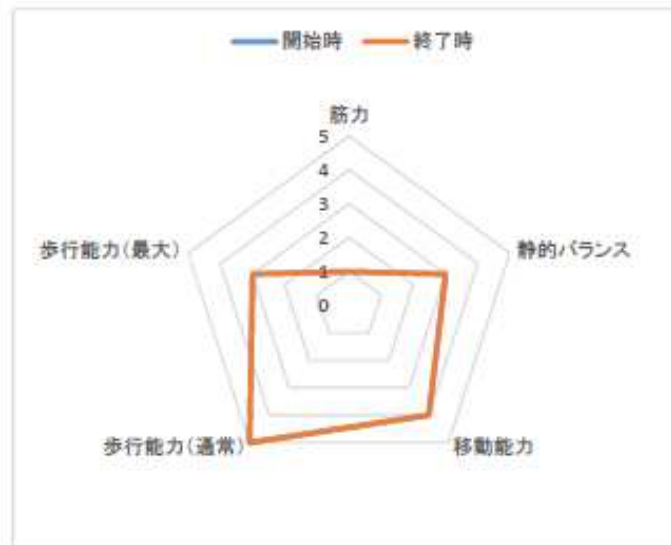 開始時 終了時
筋力
5
4
3
2
1
0
静的バランス
移動能力
歩行能力(通常)
歩行能力(最大)